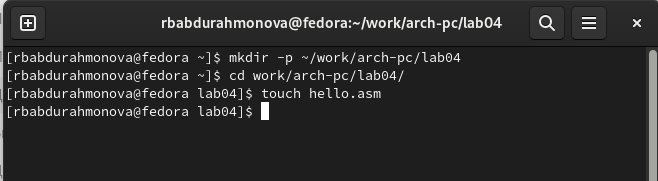 rbabdurahmonova@fedora:~/work/arch-pc/lab04
[rbabdurahmonova@fedora ~]$ mkdir -p ~/work/arch-pc/lab04
[rbabdurahmonova@fedora ~]$ cd work/arch-pc/lab04/
[rbabdurahmonova@fedora lab04]$ touch hello.asm
[rbabdurahmonova@fedora lab04]$